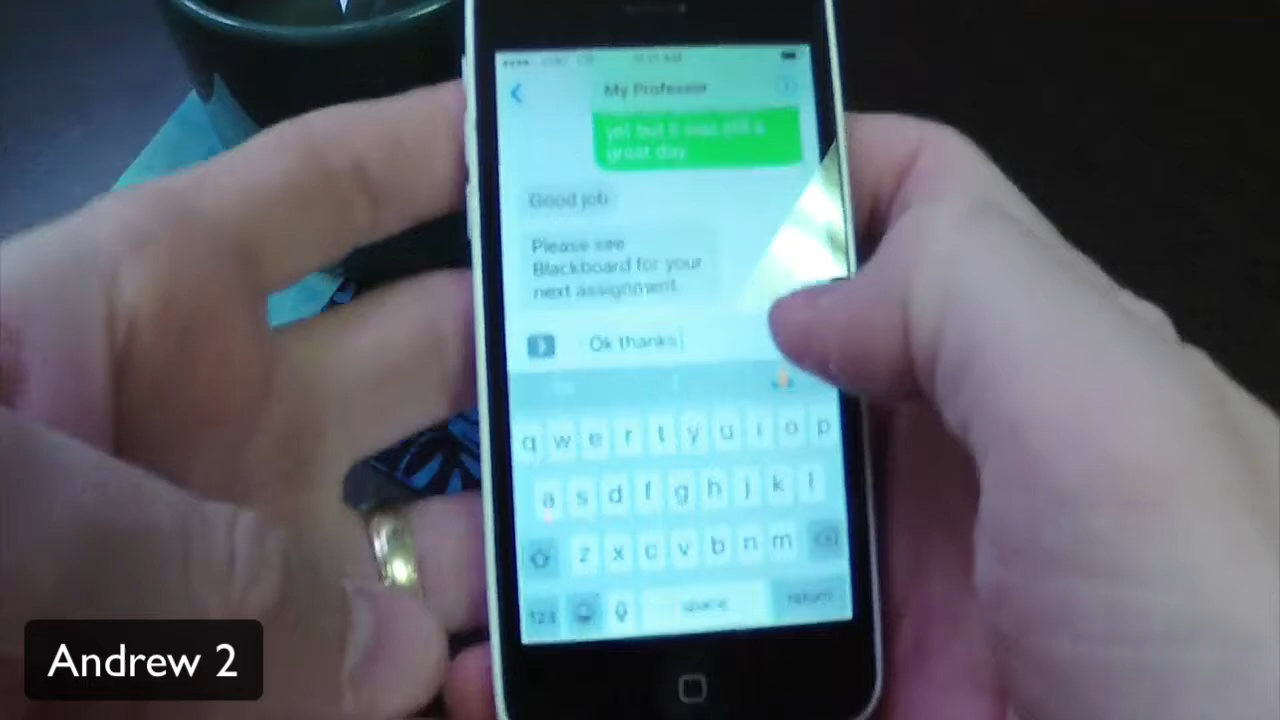 My Professor
yet but it was still a
great day
Good job
Please see
Blackboard for your
next assignment.
Ok thanks
q w e r t y u i o p
a s d f g h j k l
z x c v b n m
123 space return
Andrew 2